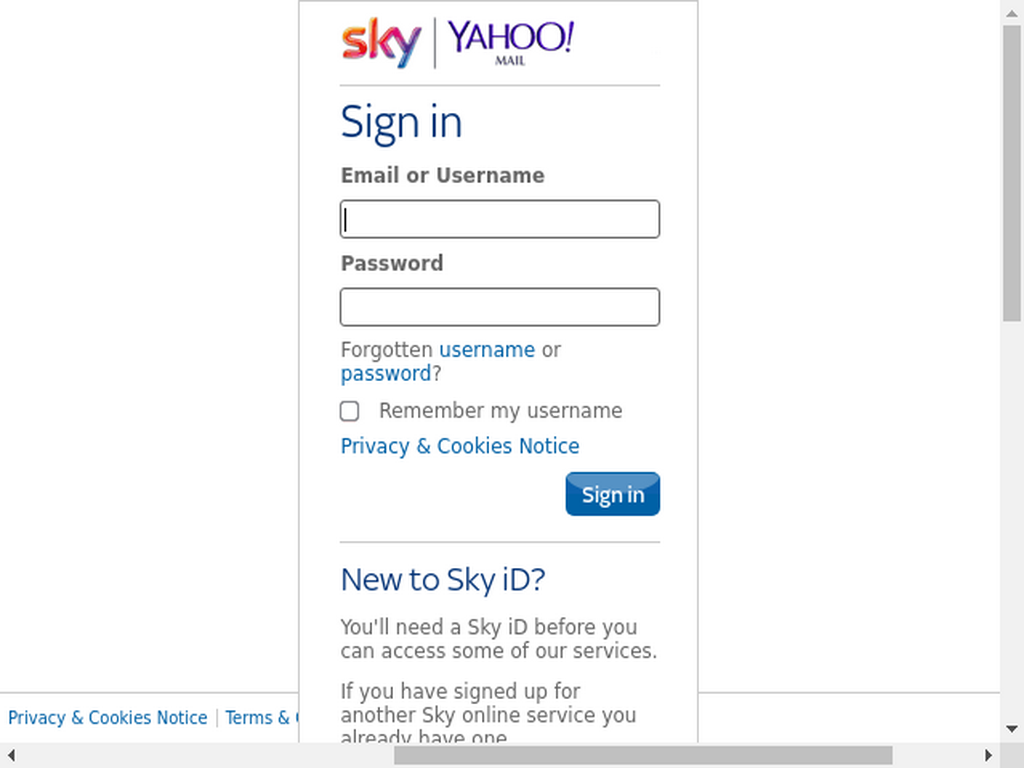 sky YAHOO!
MAIL
Sign in
Email or Username
Password
Forgotten username or
password?
Remember my username
Privacy & Cookies Notice
Sign in
New to Sky iD?
You'll need a Sky iD before you
can access some of our services.
If you have signed up for
another Sky online service you
already have one
Privacy & Cookies Notice
Terms &